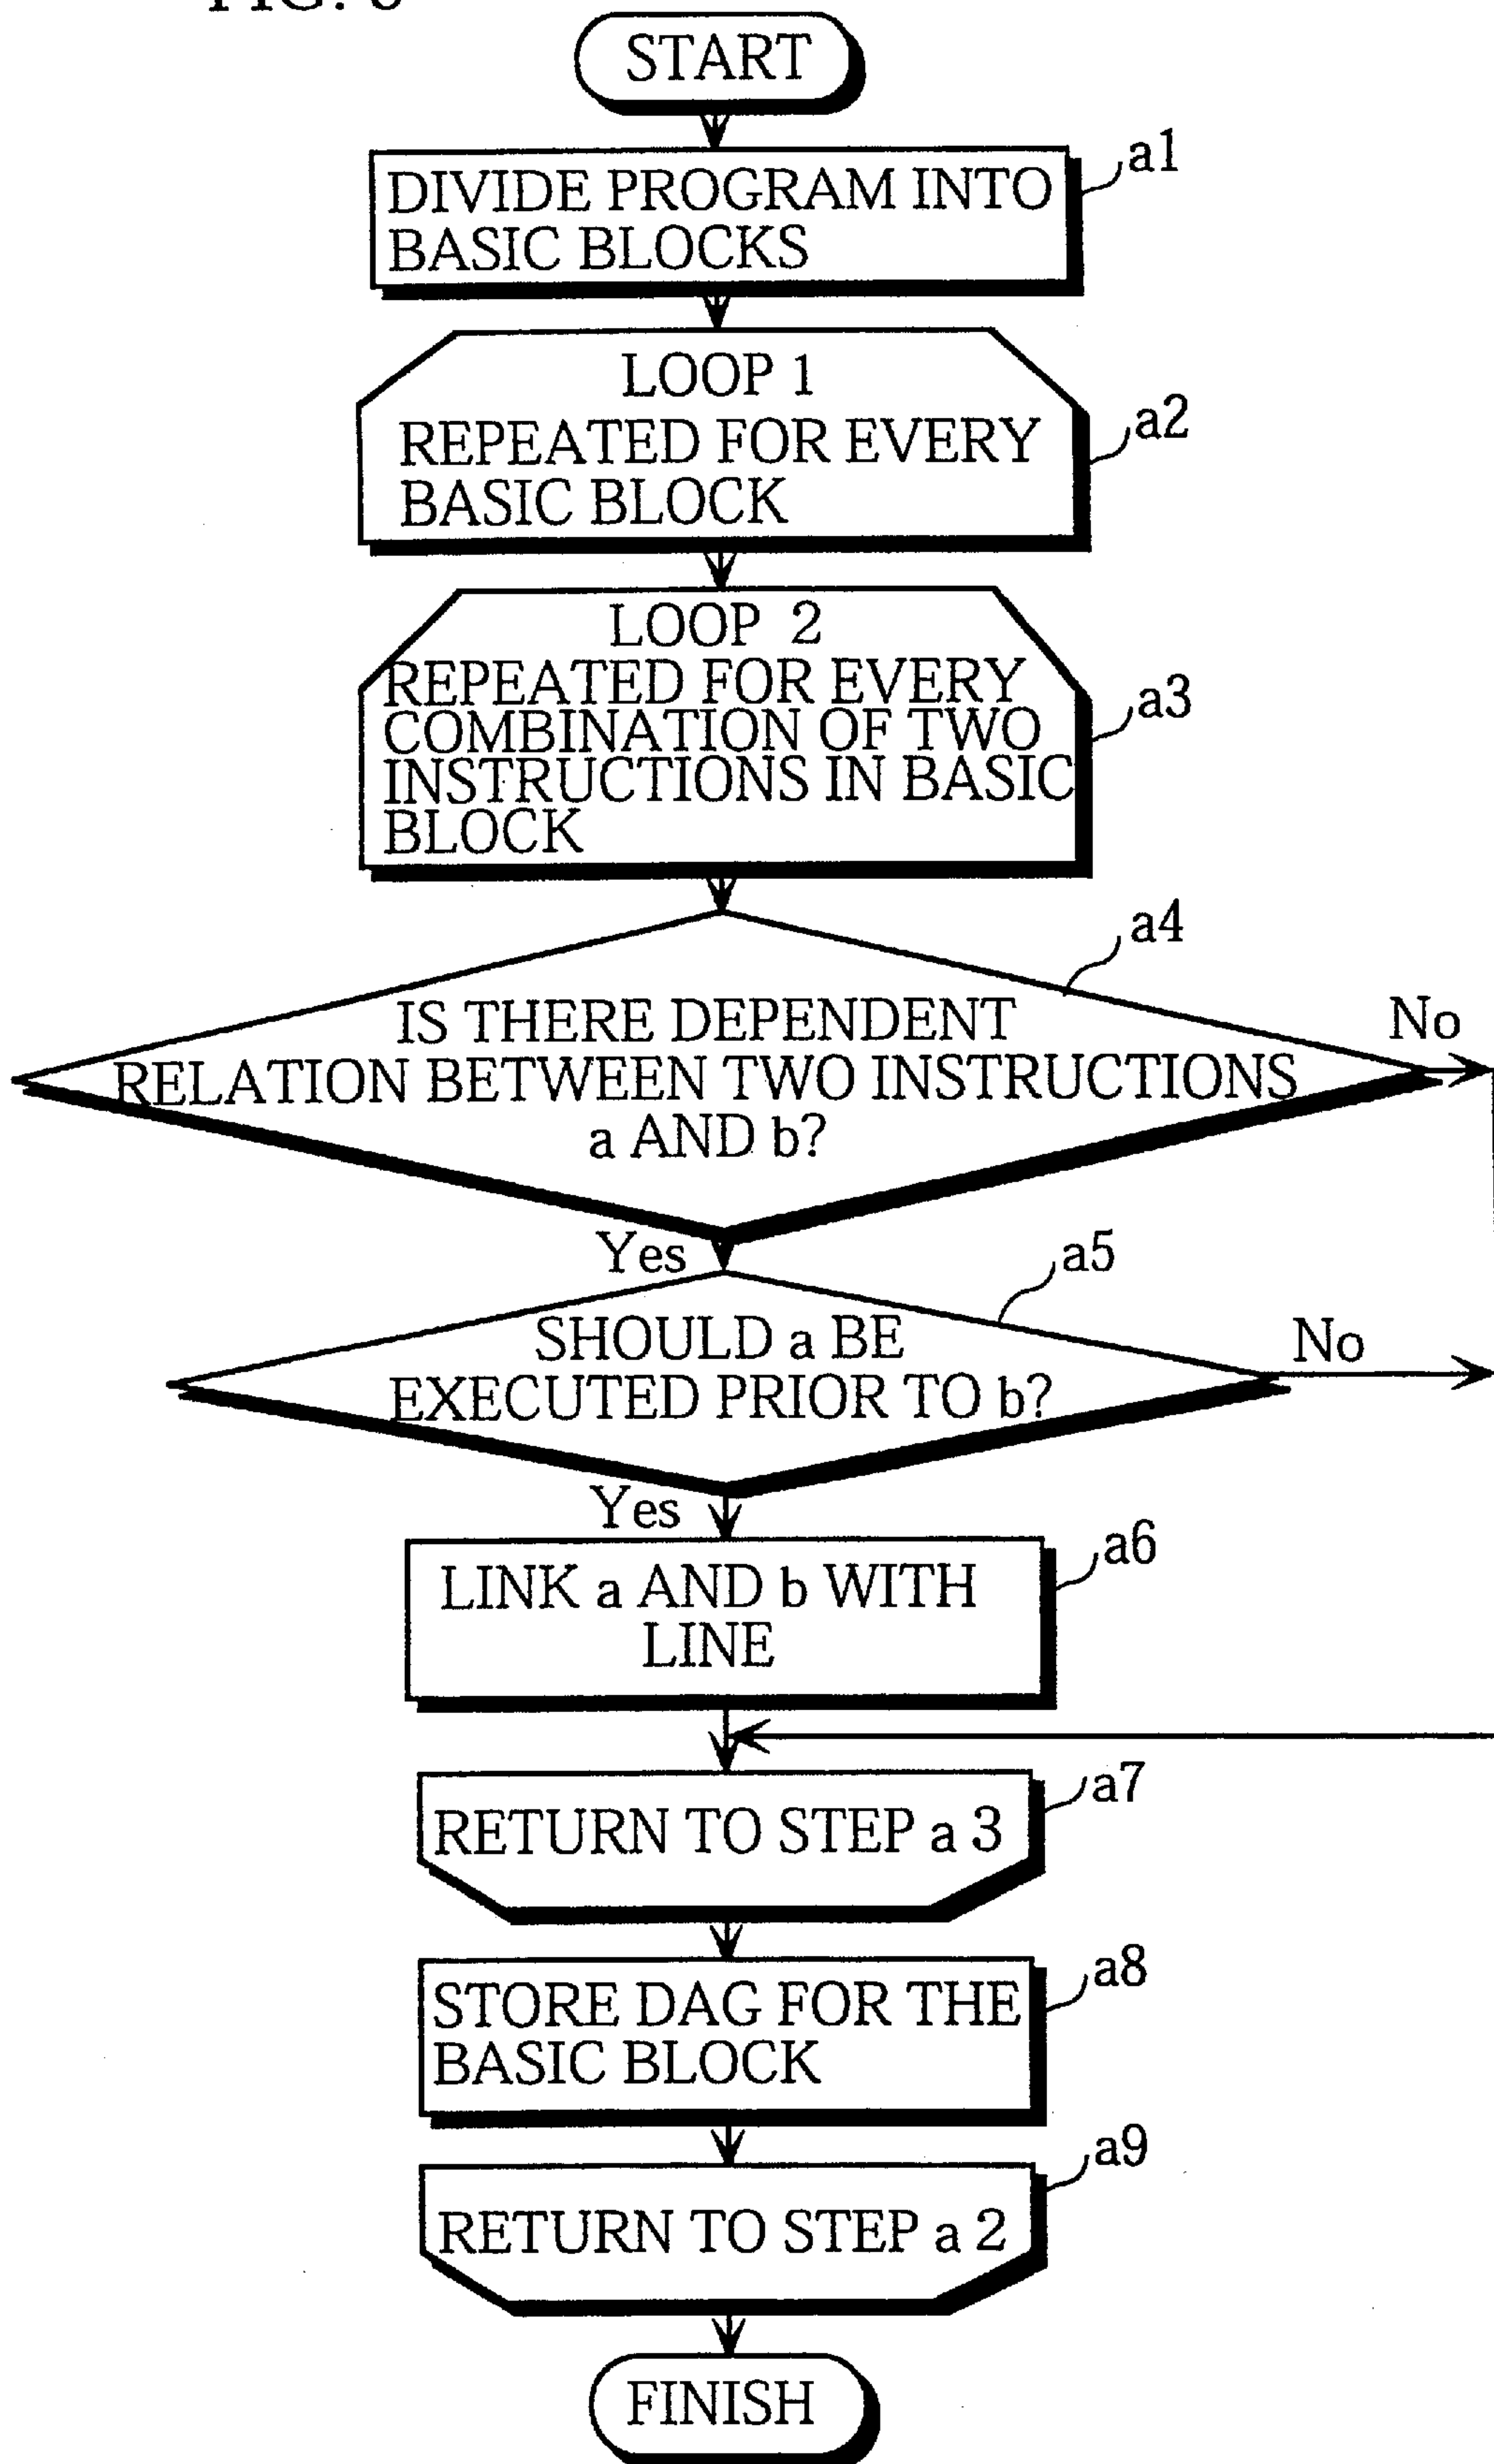 START
a1
DIVIDE PROGRAM INTO
BASIC BLOCKS
LOOP 1
REPEATED FOR EVERY
BASIC BLOCK
a2
LOOP 2
REPEATED FOR EVERY
COMBINATION OF TWO
INSTRUCTIONS IN BASIC
BLOCK
a3
a4
IS THERE DEPENDENT
RELATION BETWEEN TWO INSTRUCTIONS
a AND b?
No
Yes
a5
SHOULD a BE
EXECUTED PRIOR TO b?
No
Yes
a6
LINK a AND b WITH
LINE
a7
RETURN TO STEP a 3
a8
STORE DAG FOR THE
BASIC BLOCK
a9
RETURN TO STEP a 2
FINISH